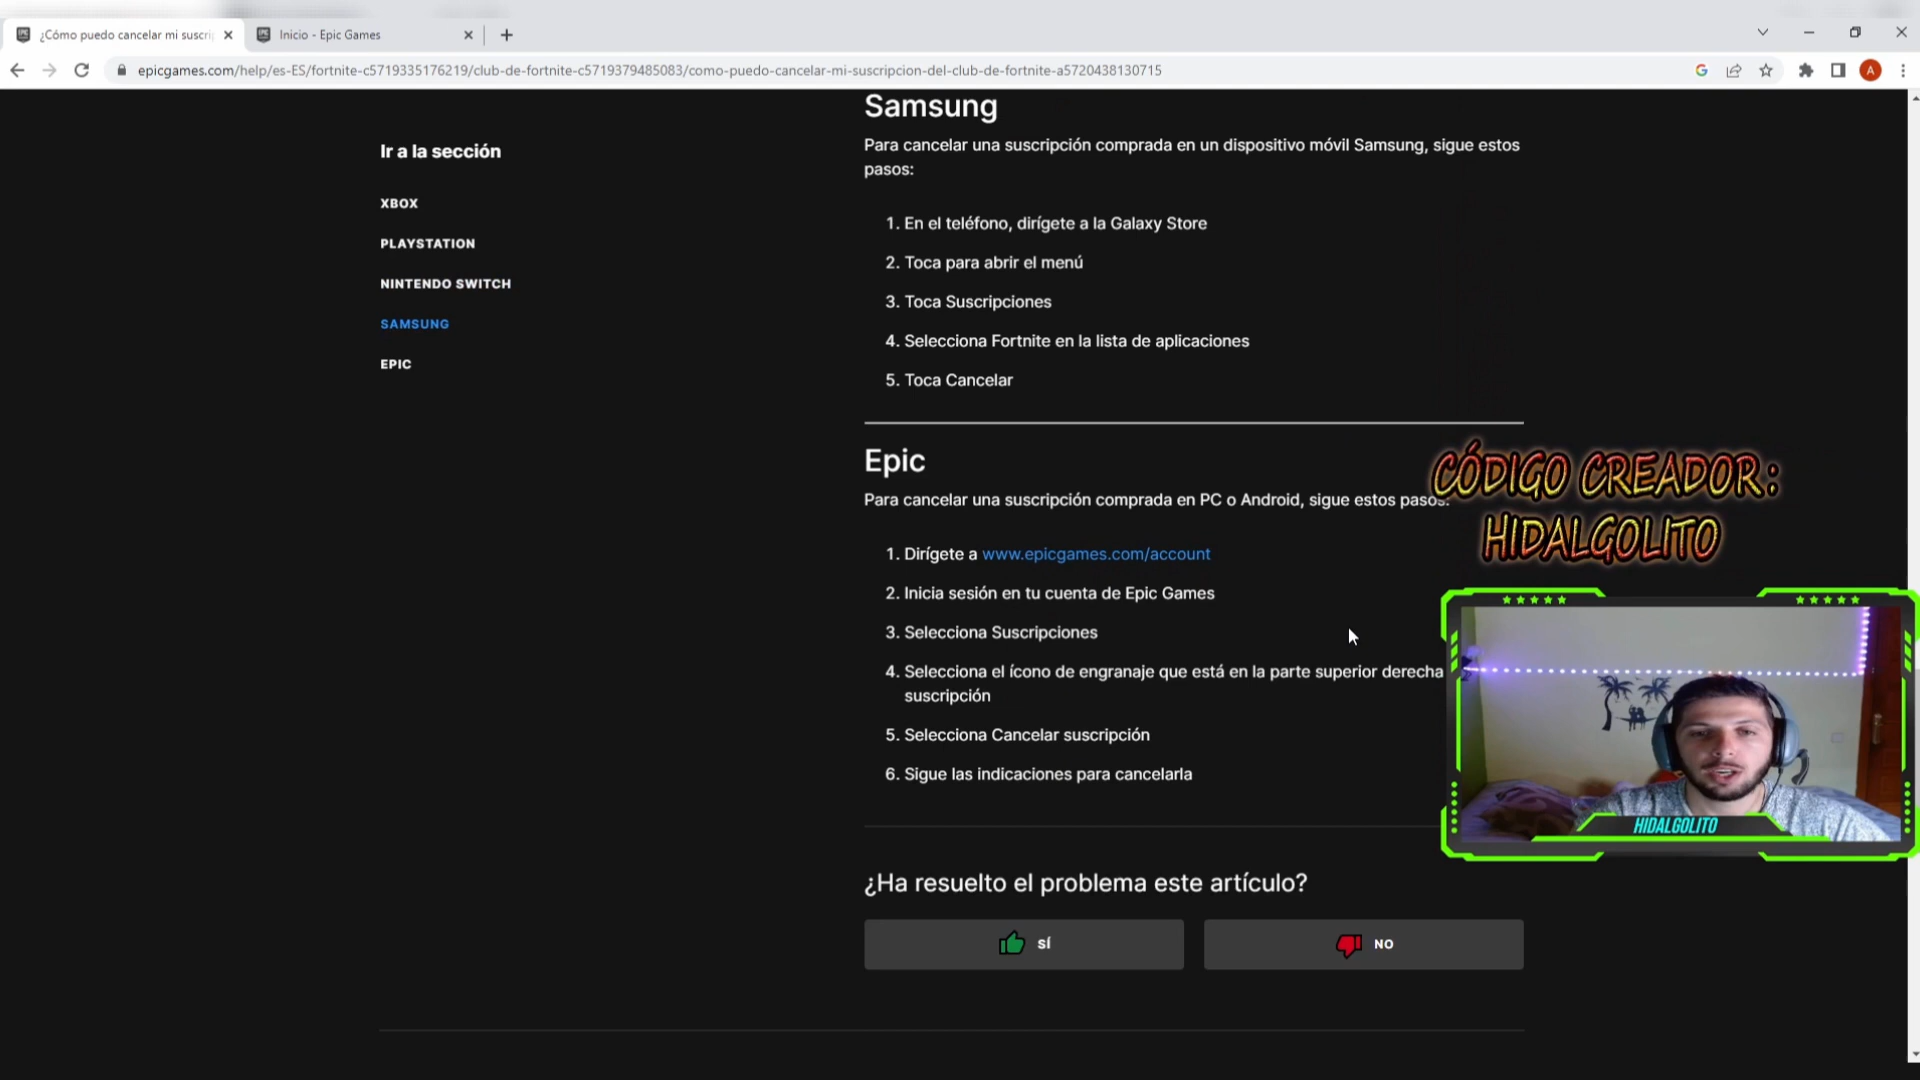 ¿Cómo puedo cancelar mi suscri
Inicio - Epic Games
epicgames.com/help/es-ES/fortnite-c5719335176219/club-de-fortnite-c5719379485083/como-puedo-cancelar-mi-suscripcion-del-club-de-fortnite-a5720438130715
A
Ir a la sección
XBOX
PLAYSTATION
NINTENDO SWITCH
SAMSUNG
EPIC
Samsung
Para cancelar una suscripción comprada en un dispositivo móvil Samsung, sigue estos
pasos:
1. En el teléfono, dirígete a la Galaxy Store
2. Toca para abrir el menú
3. Toca Suscripciones
4. Selecciona Fortnite en la lista de aplicaciones
5. Toca Cancelar
Epic
Para cancelar una suscripción comprada en PC o Android, sigue estos pasos:
1. Dirígete a www.epicgames.com/account
2. Inicia sesión en tu cuenta de Epic Games
3. Selecciona Suscripciones
4. Selecciona el ícono de engranaje que está en la parte superior derecha
suscripción
5. Selecciona Cancelar suscripción
6. Sigue las indicaciones para cancelarla
¿Ha resuelto el problema este artículo?
SÍ
NO
CÓDIGO CREADOR:
HIDALGOLITO
HIDALGOLITO